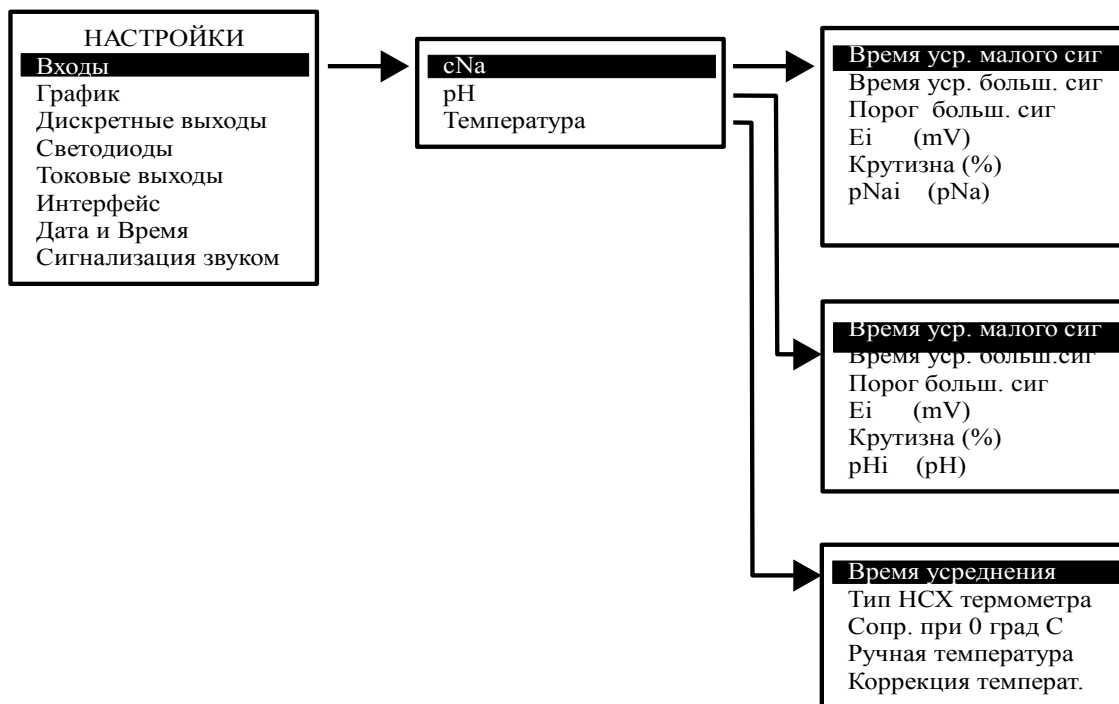 НАСТРОЙКИ
Входы
График
Дискретные выходы
Светодиоды
Токовые выходы
Интерфейс
Дата и Время
Сигнализация звуком
cNa
pH
Температура
Время уср. малого сиг
Время уср. больш. сиг
Порог больш. сиг
Ei (mV)
Крутизна (%)
pNai (pNa)
Время уср. малого сиг
Время уср. больш.сиг
Порог больш. сиг
Ei (mV)
Крутизна (%)
pHi (pH)
Время усреднения
Тип НСХ термометра
Сопр. при 0 град С
Ручная температура
Коррекция температ.